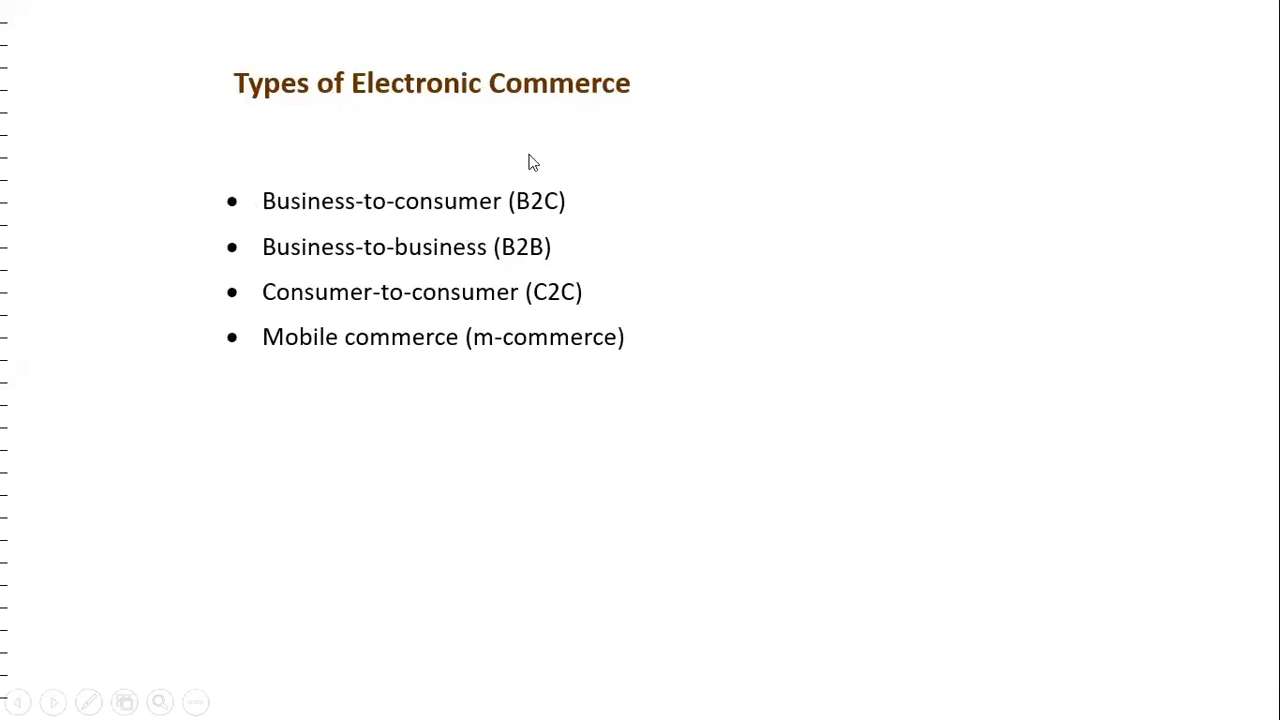 Types of Electronic Commerce
• Business-to-consumer (B2C)
• Business-to-business (B2B)
• Consumer-to-consumer (C2C)
• Mobile commerce (m-commerce)